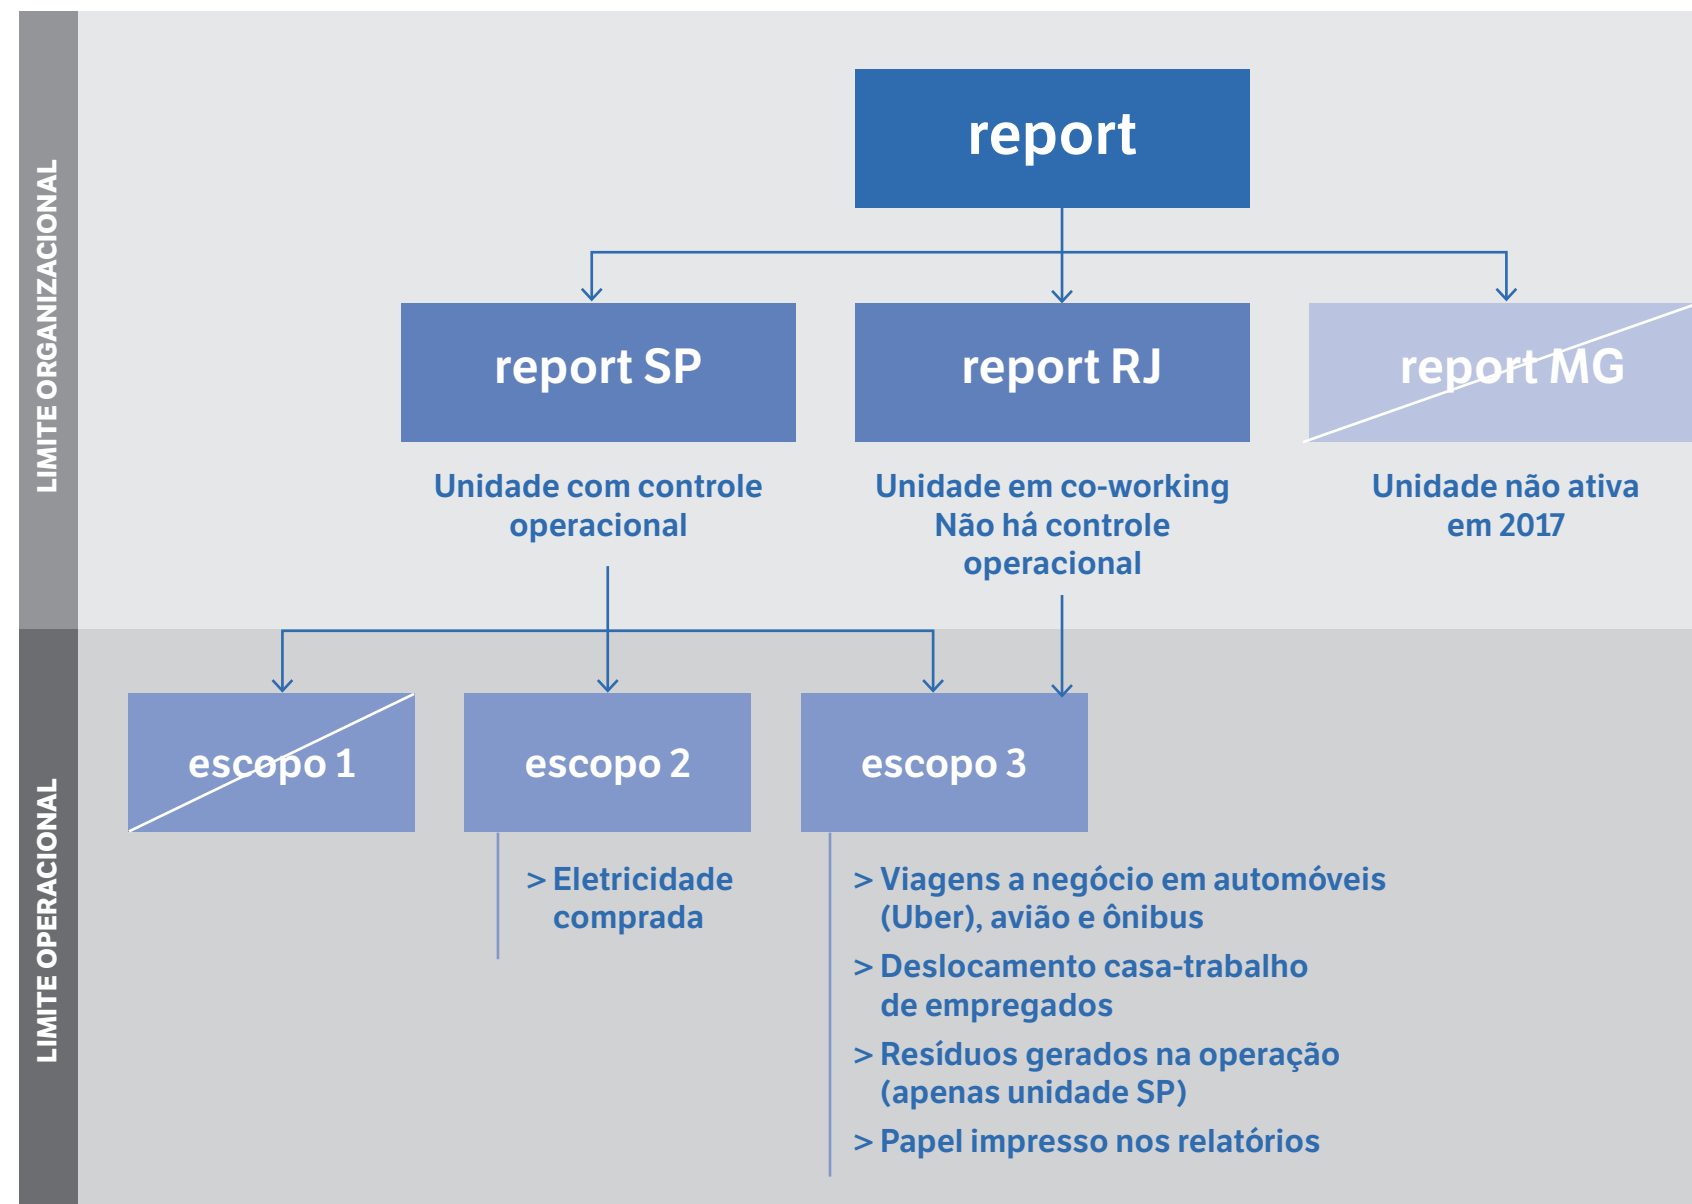 LIMITE ORGANIZACIONAL
report
report SP
report RJ
report MG
Unidade com controle
operacional
Unidade em co-working
Não há controle
operacional
Unidade não ativa
em 2017
LIMITE OPERACIONAL
escopo 1
escopo 2
escopo 3
> Eletricidade
comprada
> Viagens a negócio em automóveis
(Uber), avião e ônibus
> Deslocamento casa-trabalho
de empregados
> Resíduos gerados na operação
(apenas unidade SP)
> Papel impresso nos relatórios